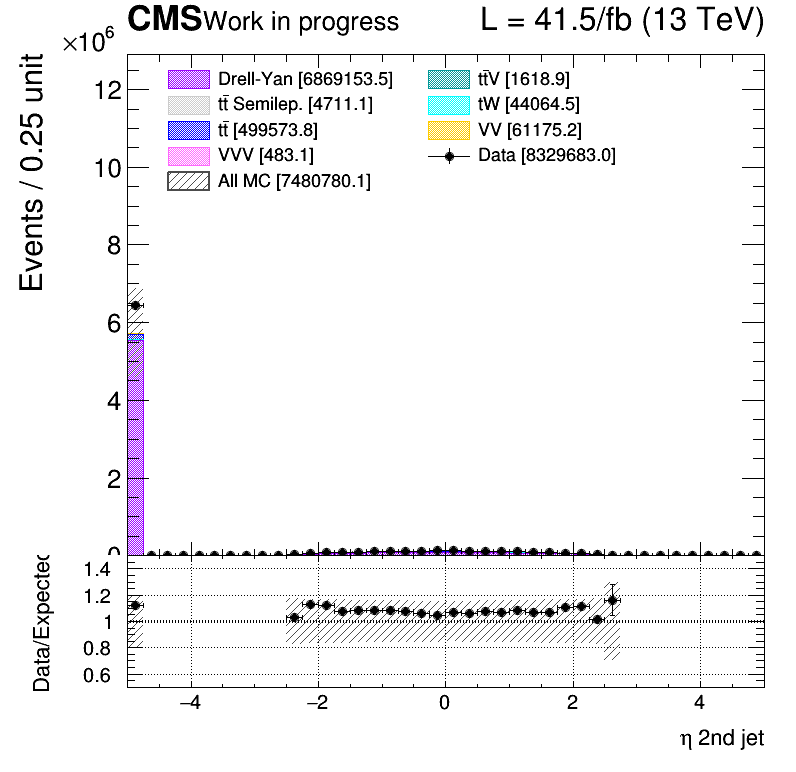 CMS Work in progress L = 41.5/fb (13 TeV)
×10⁶
Events / 0.25 unit
Drell-Yan [6869153.5]
tt̄ Semilep. [4711.1]
tt̄ [499573.8]
VVV [483.1]
All MC [7480780.1]
tt̄V [1618.9]
tW [44064.5]
VV [61175.2]
Data [8329683.0]
12
10
8
6
4
2
0
Data/Expected
1.4
1.2
1
0.8
0.6
−4 −2 0 2 4
η 2nd jet